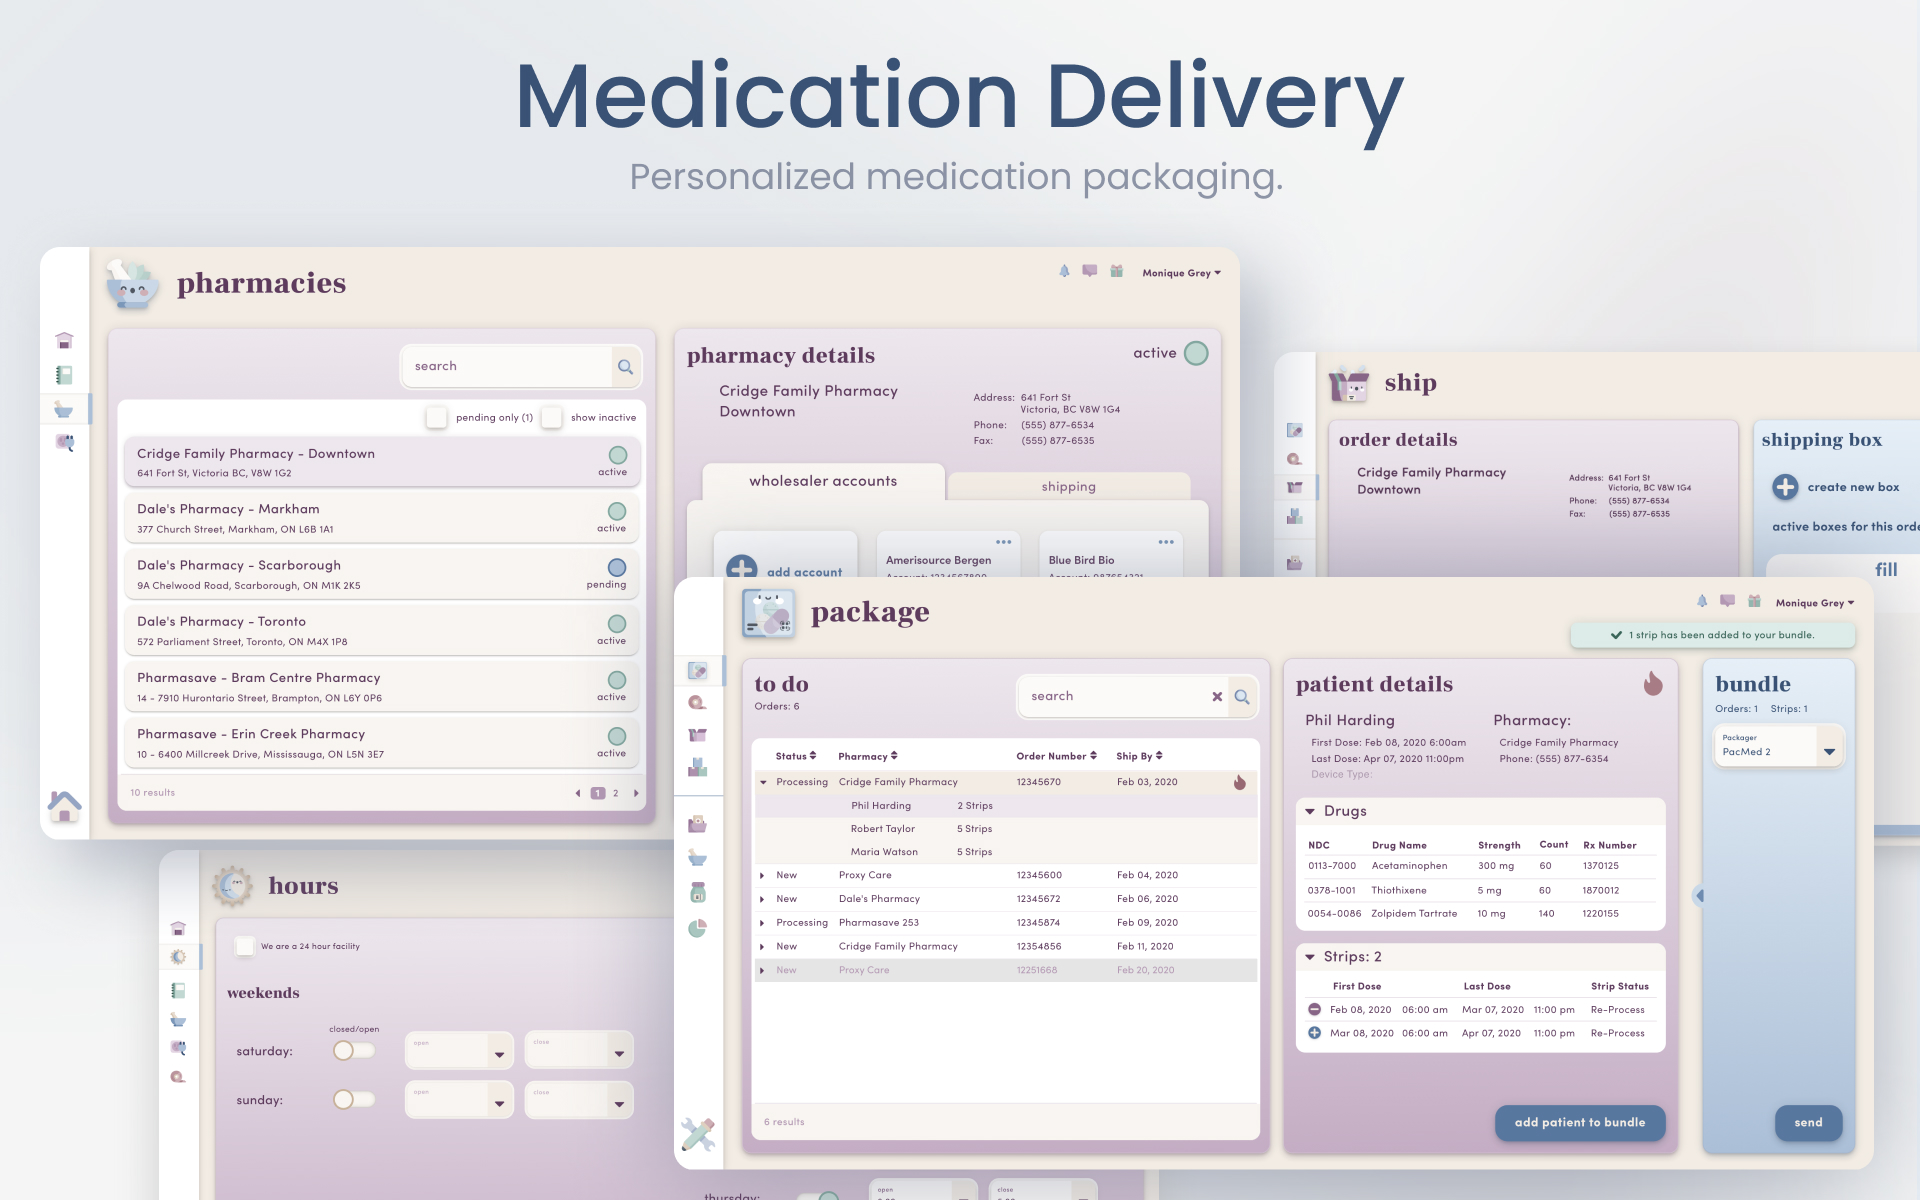 Medication Delivery
Personalized medication packaging.
pharmacies
Monique Grey
search
pending only (1) show inactive
Cridge Family Pharmacy - Downtown
641 Fort St, Victoria BC, V8W 1G2
active
Dale's Pharmacy - Markham
377 Church Street, Markham, ON L6B 1A1
active
Dale's Pharmacy - Scarborough
9A Chelwood Road, Scarborough, ON M1K 2K5
pending
Dale's Pharmacy - Toronto
572 Parliament Street, Toronto, ON M4X 1P8
active
Pharmasave - Bram Centre Pharmacy
14 - 7910 Hurontario Street, Brampton, ON L6Y 0P6
active
Pharmasave - Erin Creek Pharmacy
10 - 6400 Millcreek Drive, Mississauga, ON L5N 3E7
active
10 results
1 2
pharmacy details
active
Cridge Family Pharmacy
Downtown
Address: 641 Fort St
Victoria, BC V8W 1G4
Phone: (555) 877-6534
Fax: (555) 877-6535
wholesaler accounts
shipping
add account
Amerisource Bergen
Account: 1234567890
Blue Bird Bio
Account: 987654321
ship
order details
Cridge Family Pharmacy
Downtown
Address: 641 Fort St
Victoria, BC V8W 1G4
Phone: (555) 877-6534
Fax: (555) 877-6535
shipping box
create new box
active boxes for this orde
fill
package
Monique Grey
1 strip has been added to your bundle.
to do
Orders: 6
search
Status Pharmacy Order Number Ship By
Processing Cridge Family Pharmacy 12345670 Feb 03, 2020
Phil Harding 2 Strips
Robert Taylor 5 Strips
Maria Watson 5 Strips
New Proxy Care 12345600 Feb 04, 2020
New Dale's Pharmacy 12345672 Feb 06, 2020
Processing Pharmasave 253 12345874 Feb 09, 2020
New Cridge Family Pharmacy 12354856 Feb 11, 2020
New Proxy Care 12251668 Feb 20, 2020
6 results
patient details
Phil Harding
First Dose: Feb 08, 2020 6:00am
Last Dose: Apr 07, 2020 11:00pm
Device Type:
Pharmacy:
Cridge Family Pharmacy
Phone: (555) 877-6354
Drugs
NDC Drug Name Strength Count Rx Number
0113-7000 Acetaminophen 300 mg 60 1370125
0378-1001 Thiothixene 5 mg 60 1870012
0054-0086 Zolpidem Tartrate 10 mg 140 1220155
Strips: 2
First Dose Last Dose Strip Status
Feb 08, 2020 06:00 am Mar 07, 2020 11:00 pm Re-Process
Mar 08, 2020 06:00 am Apr 07, 2020 11:00 pm Re-Process
add patient to bundle
bundle
Orders: 1 Strips: 1
Packager
PacMed 2
send
hours
We are a 24 hour facility
weekends
closed/open
saturday:
open
close
sunday:
open
close
thursday:
open
close